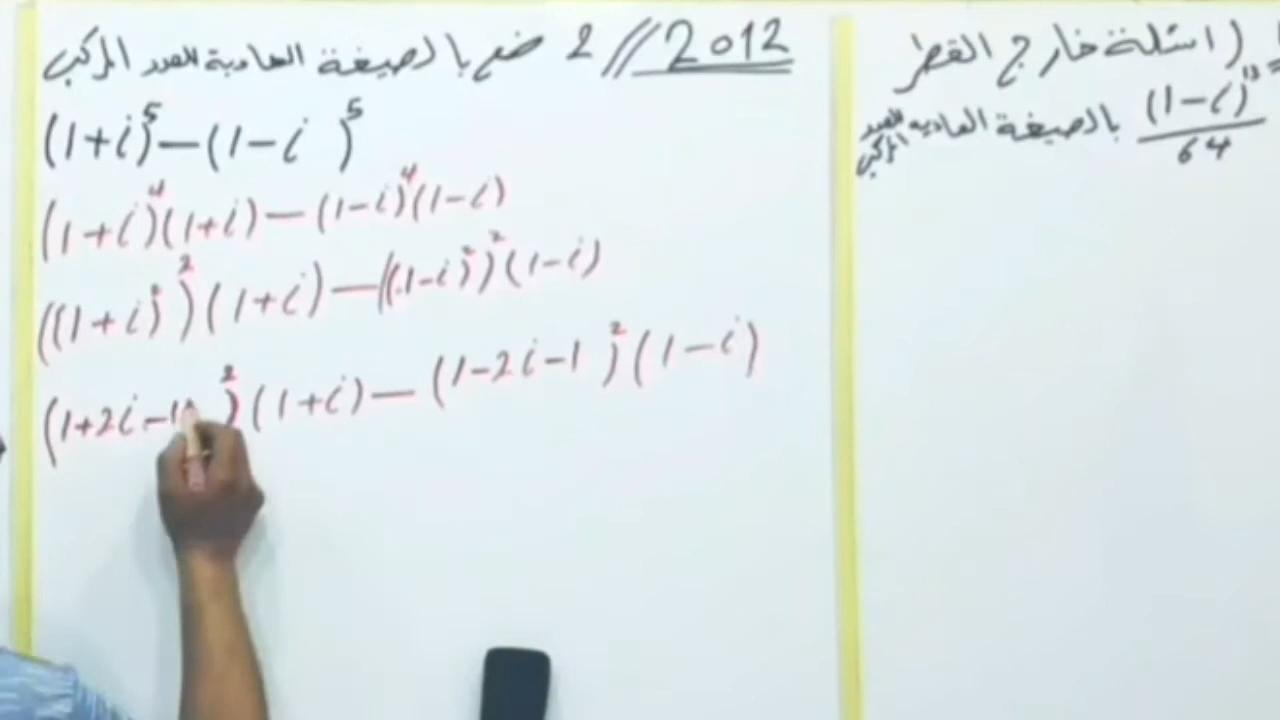 2012 // 2 ضع بالصيغة العادية للعدد المركب
(1+i)⁵ – (1–i)⁵
(1+i)⁴(1+i) – (1–i)⁴(1–i)
((1+i)²)²(1+i) – ((1–i)²)²(1–i)
(1+2i–1)²(1+i) – (1–2i–1)²(1–i)
(اسئلة خارج القطر
(1–i)¹³/64 بالصيغة العاديه للعدد المركب